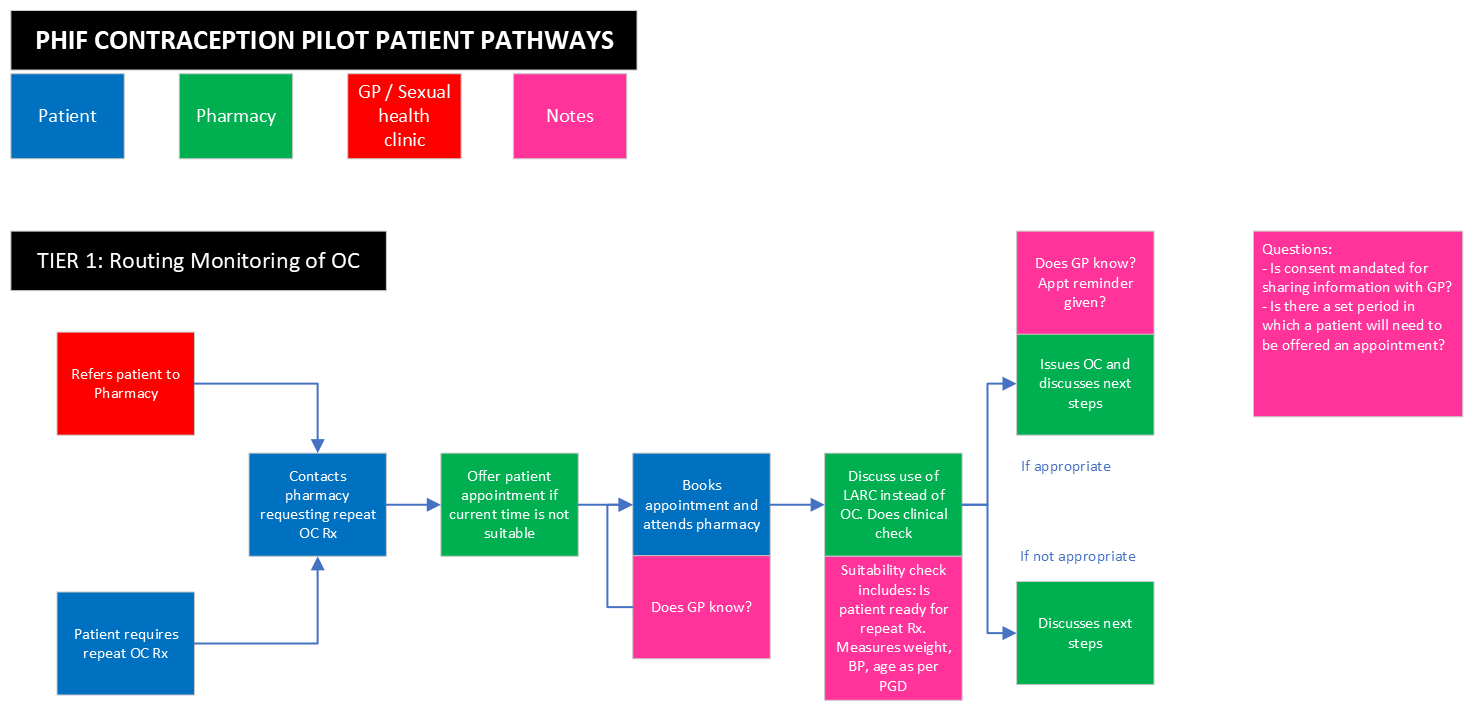 PHIF CONTRACEPTION PILOT PATIENT PATHWAYS
Patient
Pharmacy
GP / Sexual
health
clinic
Notes
TIER 1: Routing Monitoring of OC
Refers patient to
Pharmacy
Patient requires
repeat OC Rx
Contacts
pharmacy
requesting repeat
OC Rx
Offer patient
appointment if
current time is not
suitable
Books
appointment and
attends pharmacy
Does GP know?
Discuss use of
LARC instead of
OC. Does clinical
check
Suitability check
includes: Is
patient ready for
repeat Rx.
Measures weight,
BP, age as per
PGD
Does GP know?
Appt reminder
given?
Issues OC and
discusses next
steps
If appropriate
If not appropriate
Discusses next
steps
Questions:
- Is consent mandated for
sharing information with GP?
- Is there a set period in
which a patient will need to
be offered an appointment?